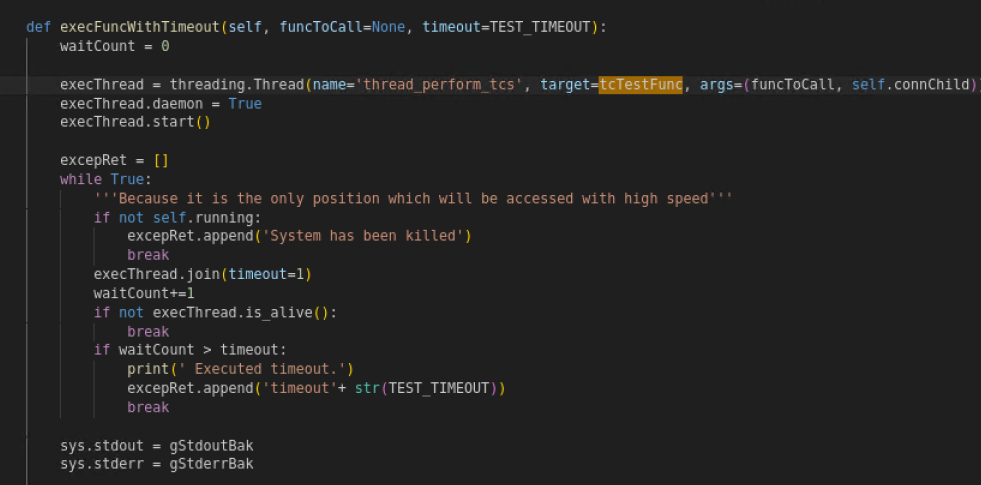 def execFuncWithTimeout(self, funcToCall=None, timeout=TEST_TIMEOUT):
    waitCount = 0

    execThread = threading.Thread(name='thread_perform_tcs', target=tcTestFunc, args=(funcToCall, self.connChild))
    execThread.daemon = True
    execThread.start()

    excepRet = []
    while True:
        '''Because it is the only position which will be accessed with high speed'''
        if not self.running:
            excepRet.append('System has been killed')
            break
        execThread.join(timeout=1)
        waitCount+=1
        if not execThread.is_alive():
            break
        if waitCount > timeout:
            print(' Executed timeout.')
            excepRet.append('timeout'+ str(TEST_TIMEOUT))
            break

    sys.stdout = gStdoutBak
    sys.stderr = gStderrBak